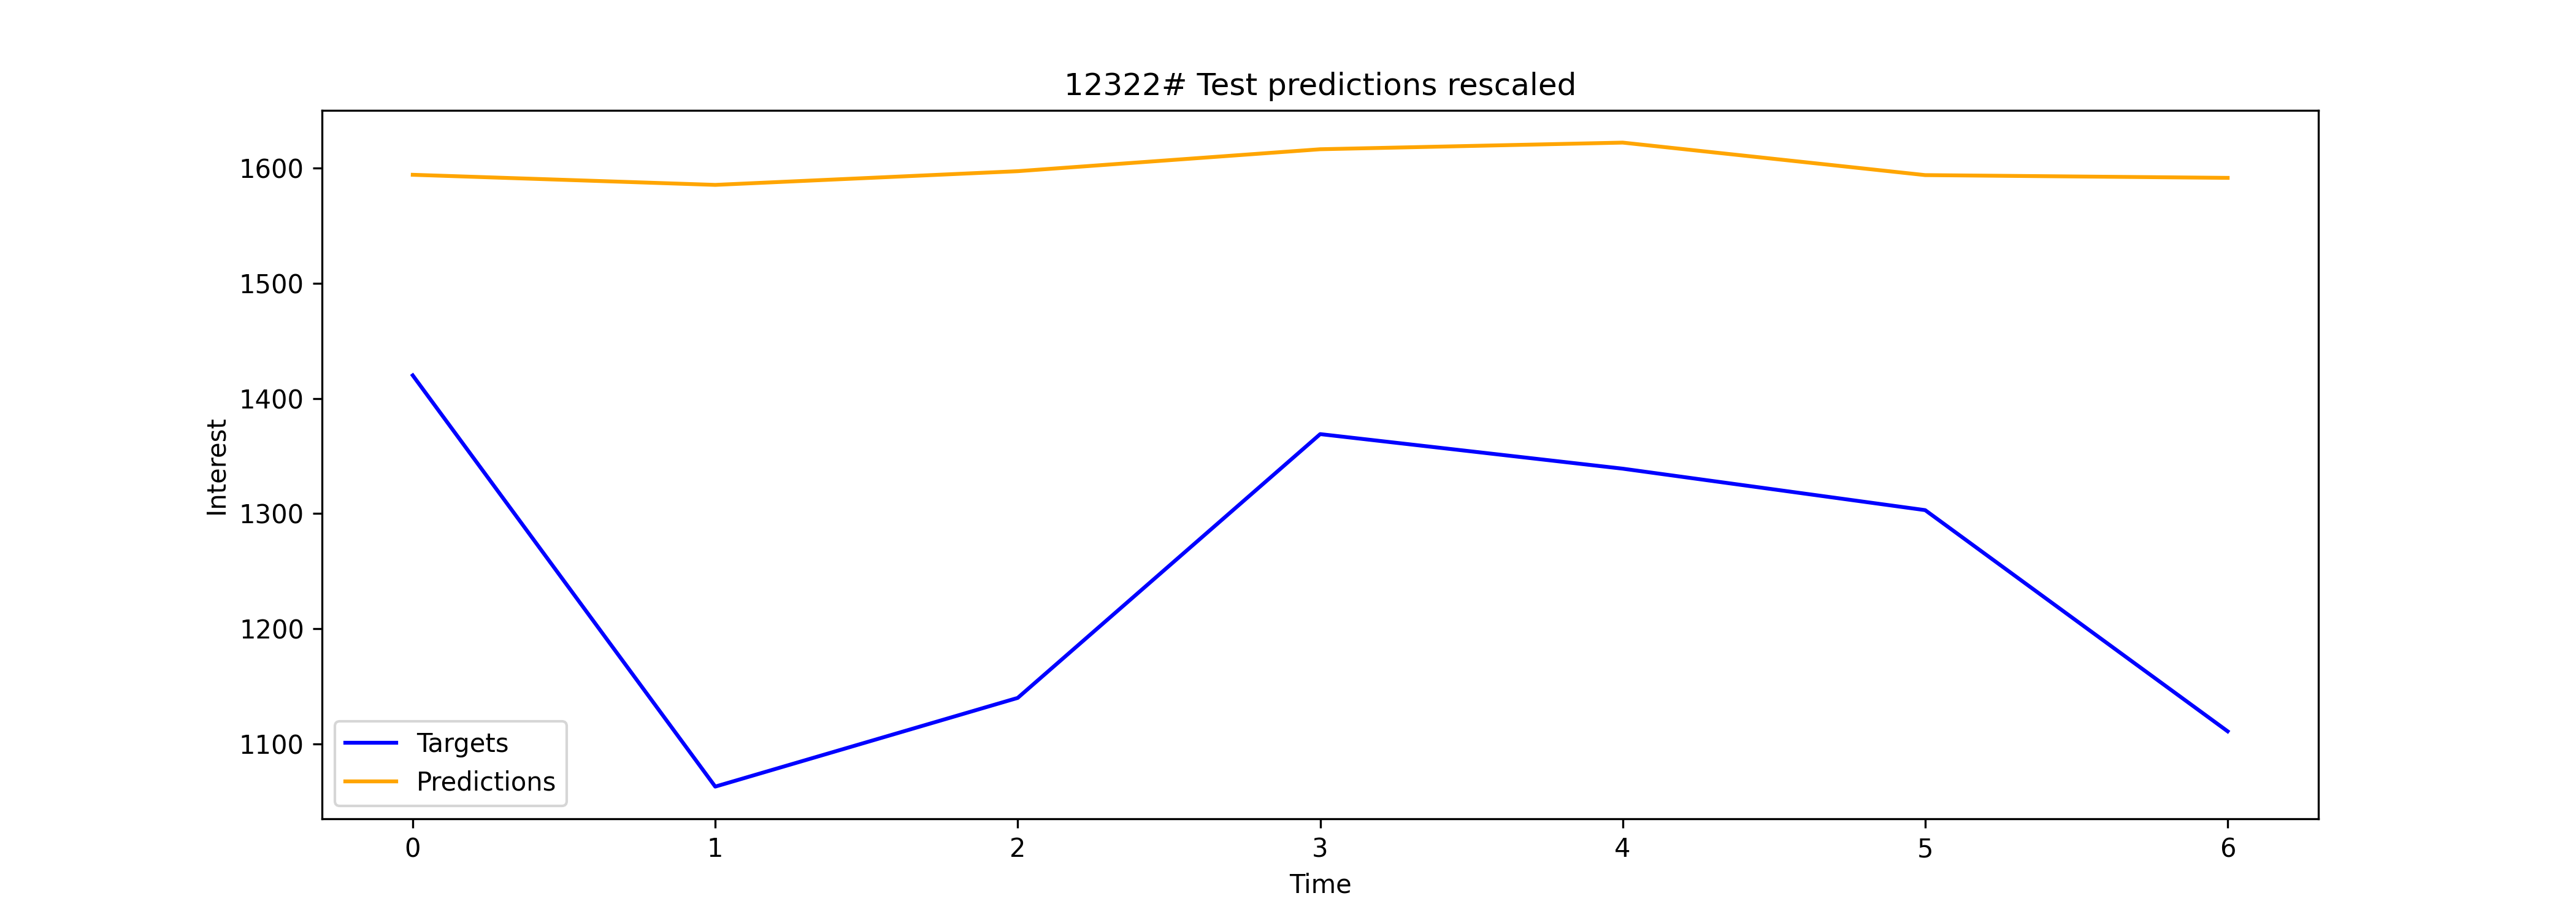 12322# Test predictions rescaled
1600
1500
1400
1300
1200
1100
Interest
Targets
Predictions
0 1 2 3 4 5 6
Time